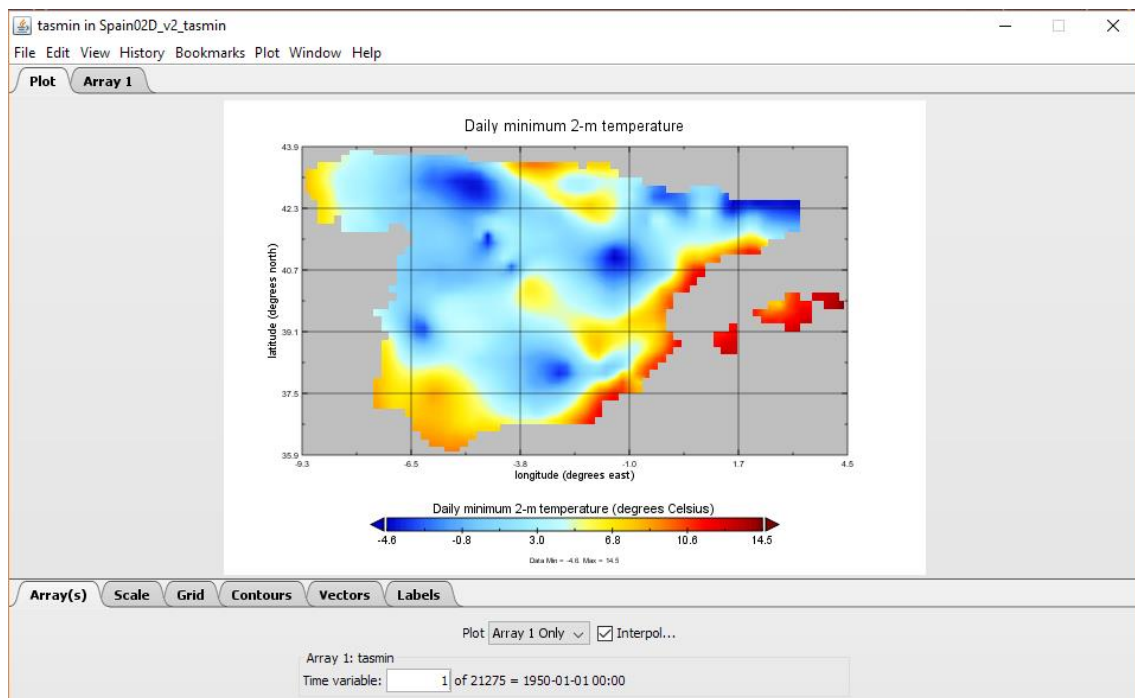 tasmin in Spain02D_v2_tasmin
File Edit View History Bookmarks Plot Window Help
Plot Array 1
Daily minimum 2-m temperature
43.9
42.3
40.7
39.1
37.5
35.9
latitude (degrees north)
-9.3 -6.5 -3.8 -1.0 1.7 4.5
longitude (degrees east)
Daily minimum 2-m temperature (degrees Celsius)
-4.6 -0.8 3.0 6.8 10.6 14.5
Data Min = -4.6, Max = 14.5
Array(s) Scale Grid Contours Vectors Labels
Plot Array 1 Only Interpol...
Array 1: tasmin
Time variable: 1 of 21275 = 1950-01-01 00:00